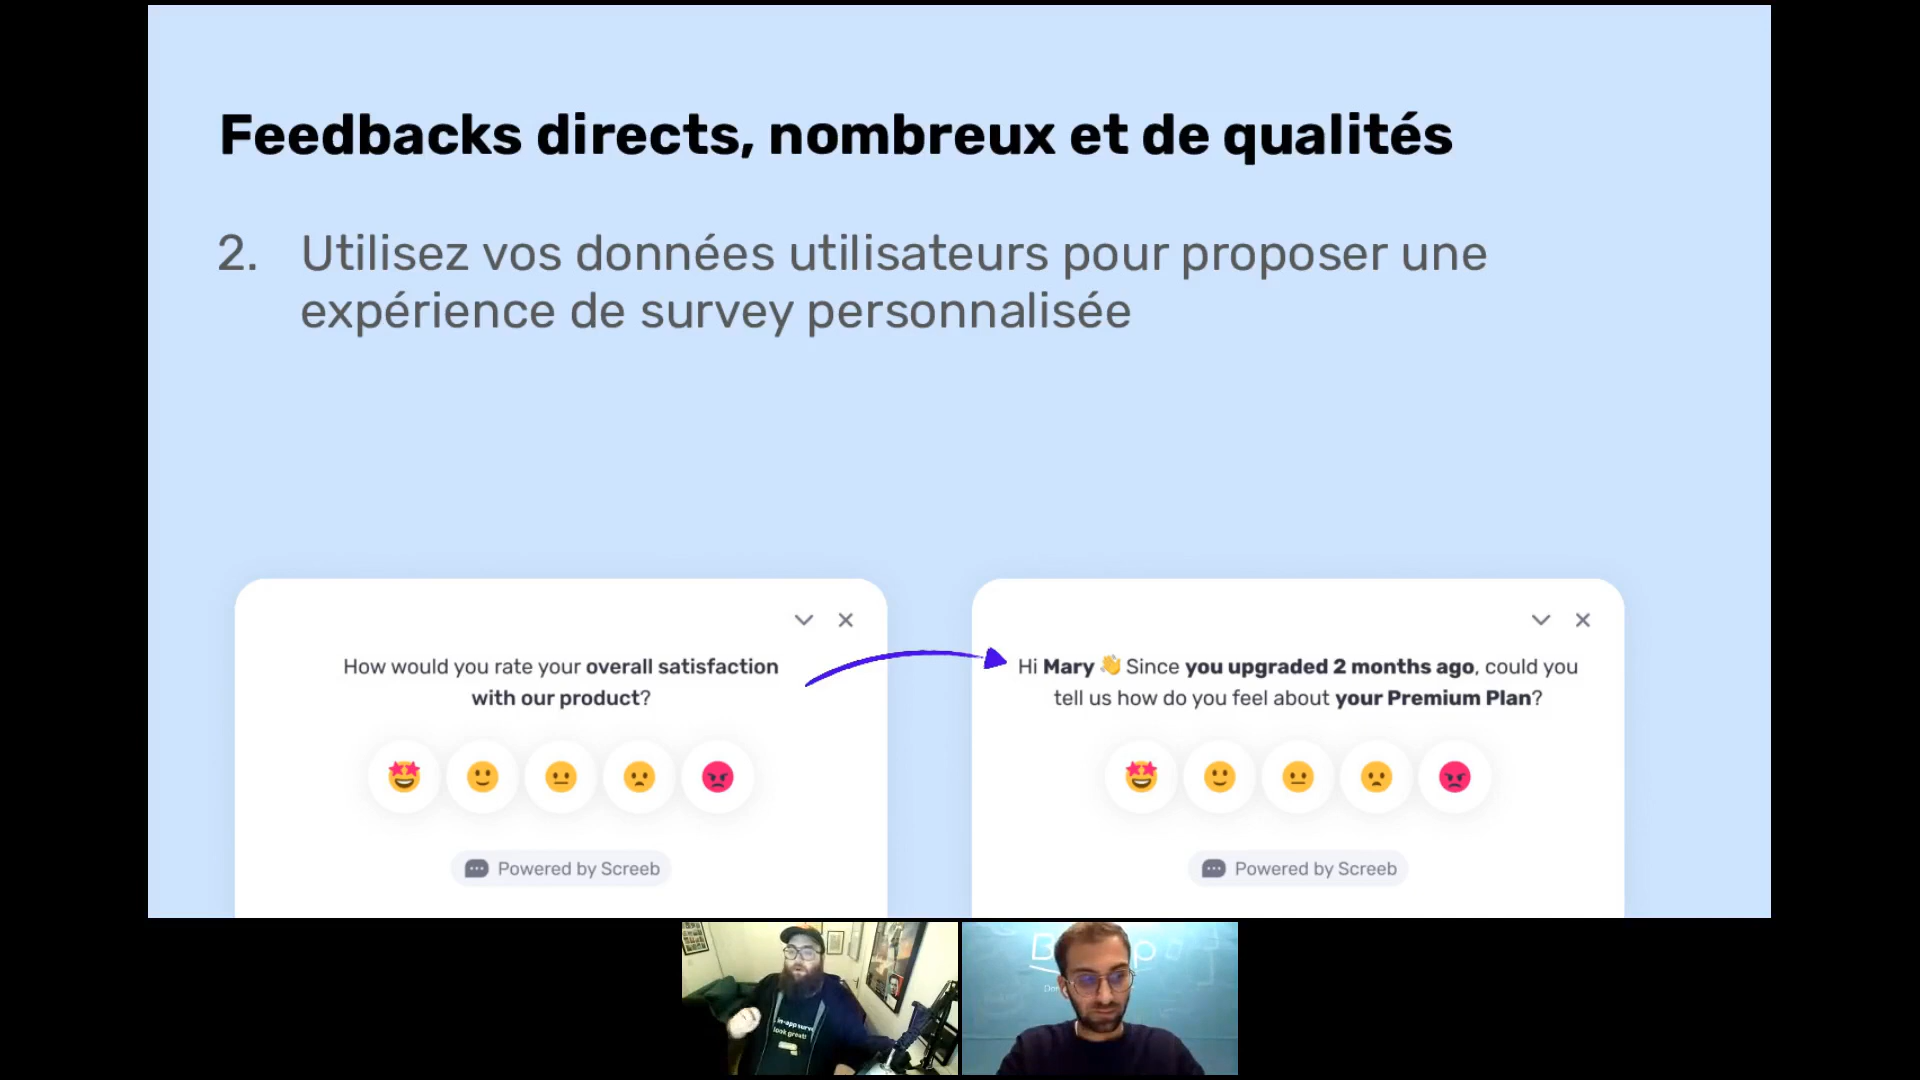 Feedbacks directs, nombreux et de qualités
2. Utilisez vos données utilisateurs pour proposer une
expérience de survey personnalisée
How would you rate your overall satisfaction
with our product?
Powered by Screeb
Hi Mary 👋 Since you upgraded 2 months ago, could you
tell us how do you feel about your Premium Plan?
Powered by Screeb
look great!